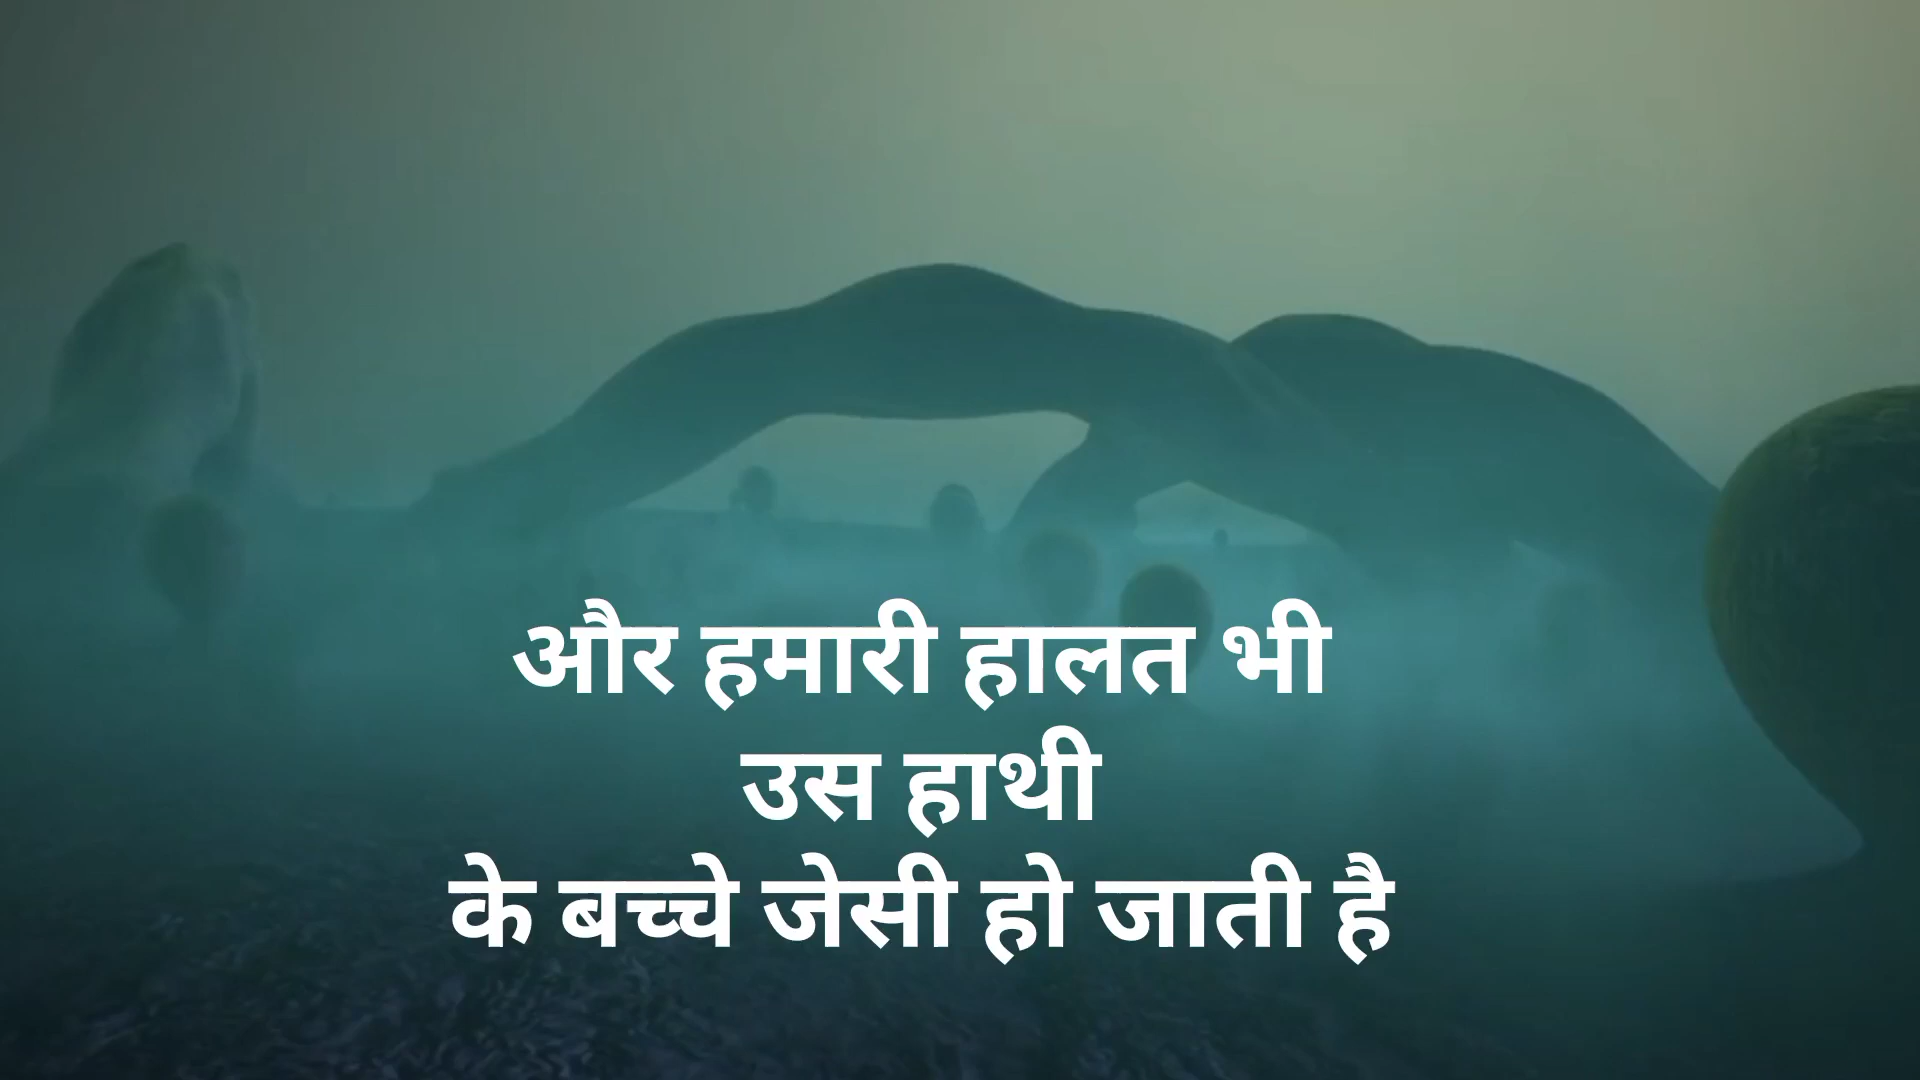 और हमारी हालत भी
उस हाथी
के बच्चे जेसी हो जाती है